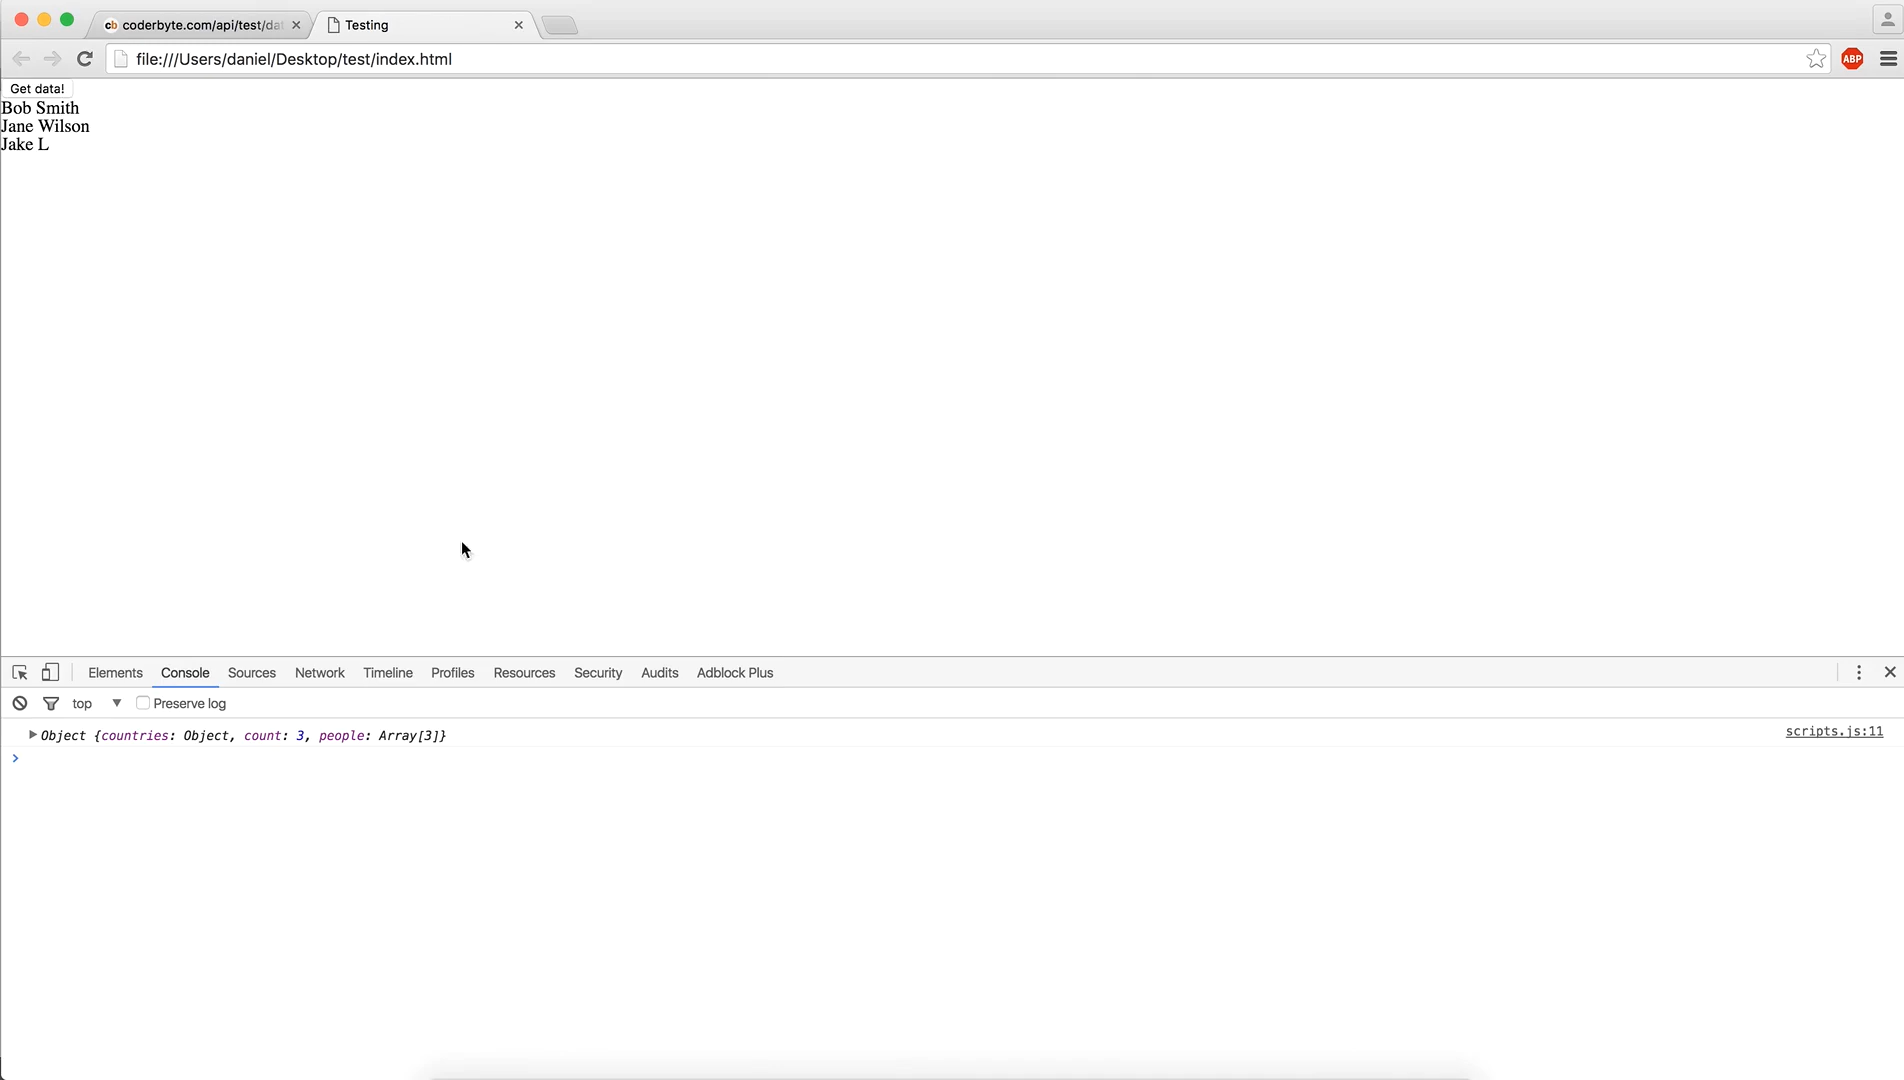 cb coderbyte.com/api/test/da
Testing
file:///Users/daniel/Desktop/test/index.html
ABP
Get data!
Bob Smith
Jane Wilson
Jake L
Elements Console Sources Network Timeline Profiles Resources Security Audits Adblock Plus
top Preserve log
Object {countries: Object, count: 3, people: Array[3]} scripts.js:11